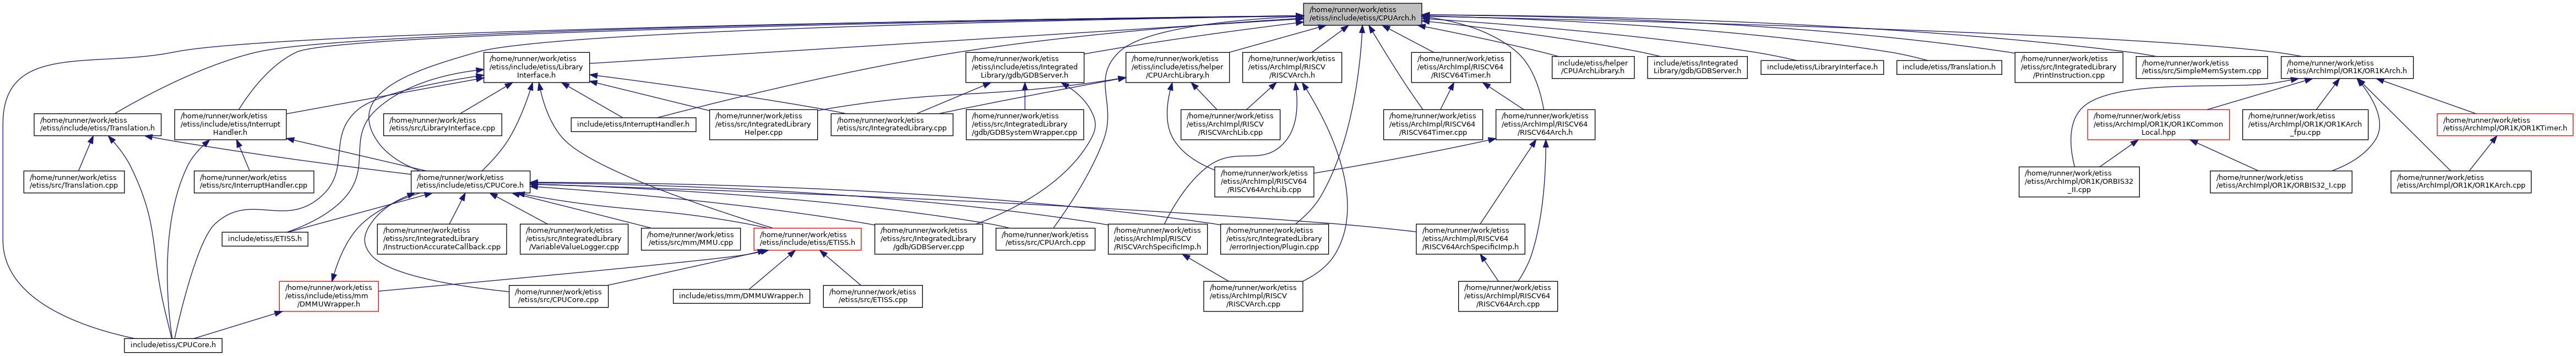 /home/runner/work/etiss
/etiss/include/etiss/CPUArch.h
/home/runner/work/etiss
/etiss/include/etiss/Library
Interface.h
/home/runner/work/etiss
/etiss/include/etiss/Integrated
Library/gdb/GDBServer.h
/home/runner/work/etiss
/etiss/include/etiss/helper
/CPUArchLibrary.h
/home/runner/work/etiss
/etiss/ArchImpl/RISCV
/RISCVArch.h
/home/runner/work/etiss
/etiss/ArchImpl/RISCV64
/RISCV64Timer.h
include/etiss/helper
/CPUArchLibrary.h
include/etiss/Integrated
Library/gdb/GDBServer.h
include/etiss/LibraryInterface.h
include/etiss/Translation.h
/home/runner/work/etiss
/etiss/src/IntegratedLibrary
/PrintInstruction.cpp
/home/runner/work/etiss
/etiss/src/SimpleMemSystem.cpp
/home/runner/work/etiss
/etiss/ArchImpl/OR1K/OR1KArch.h
/home/runner/work/etiss
/etiss/include/etiss/Translation.h
/home/runner/work/etiss
/etiss/include/etiss/Interrupt
Handler.h
/home/runner/work/etiss
/etiss/src/LibraryInterface.cpp
include/etiss/InterruptHandler.h
/home/runner/work/etiss
/etiss/src/IntegratedLibrary
Helper.cpp
/home/runner/work/etiss
/etiss/src/IntegratedLibrary.cpp
/home/runner/work/etiss
/etiss/src/IntegratedLibrary
/gdb/GDBSystemWrapper.cpp
/home/runner/work/etiss
/etiss/ArchImpl/RISCV
/RISCVArchLib.cpp
/home/runner/work/etiss
/etiss/ArchImpl/RISCV64
/RISCV64Timer.cpp
/home/runner/work/etiss
/etiss/ArchImpl/RISCV64
/RISCV64Arch.h
/home/runner/work/etiss
/etiss/ArchImpl/OR1K/OR1KCommon
Local.hpp
/home/runner/work/etiss
/etiss/ArchImpl/OR1K/OR1KArch
_fpu.cpp
/home/runner/work/etiss
/etiss/ArchImpl/OR1K/OR1KTimer.h
/home/runner/work/etiss
/etiss/src/Translation.cpp
/home/runner/work/etiss
/etiss/src/InterruptHandler.cpp
/home/runner/work/etiss
/etiss/include/etiss/CPUCore.h
/home/runner/work/etiss
/etiss/ArchImpl/RISCV64
/RISCV64ArchLib.cpp
/home/runner/work/etiss
/etiss/ArchImpl/OR1K/ORBIS32
_II.cpp
/home/runner/work/etiss
/etiss/ArchImpl/OR1K/ORBIS32_I.cpp
/home/runner/work/etiss
/etiss/ArchImpl/OR1K/OR1KArch.cpp
include/etiss/ETISS.h
/home/runner/work/etiss
/etiss/src/IntegratedLibrary
/InstructionAccurateCallback.cpp
/home/runner/work/etiss
/etiss/src/IntegratedLibrary
/VariableValueLogger.cpp
/home/runner/work/etiss
/etiss/src/mm/MMU.cpp
/home/runner/work/etiss
/etiss/include/etiss/ETISS.h
/home/runner/work/etiss
/etiss/src/IntegratedLibrary
/gdb/GDBServer.cpp
/home/runner/work/etiss
/etiss/src/CPUArch.cpp
/home/runner/work/etiss
/etiss/ArchImpl/RISCV
/RISCVArchSpecificImp.h
/home/runner/work/etiss
/etiss/src/IntegratedLibrary
/errorInjection/Plugin.cpp
/home/runner/work/etiss
/etiss/ArchImpl/RISCV64
/RISCV64ArchSpecificImp.h
/home/runner/work/etiss
/etiss/include/etiss/mm
/DMMUWrapper.h
/home/runner/work/etiss
/etiss/src/CPUCore.cpp
include/etiss/mm/DMMUWrapper.h
/home/runner/work/etiss
/etiss/src/ETISS.cpp
/home/runner/work/etiss
/etiss/ArchImpl/RISCV
/RISCVArch.cpp
/home/runner/work/etiss
/etiss/ArchImpl/RISCV64
/RISCV64Arch.cpp
include/etiss/CPUCore.h